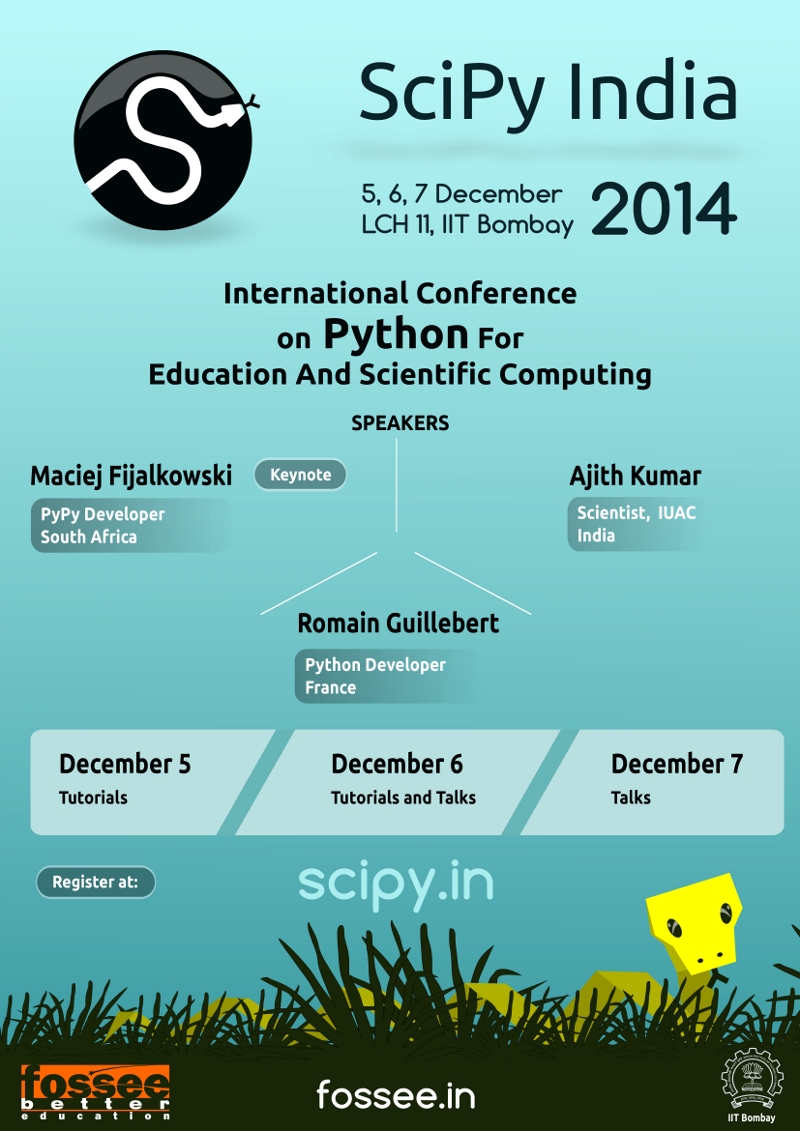 SciPy India
5, 6, 7 December
LCH 11, IIT Bombay
2014
International Conference
on Python For
Education And Scientific Computing
SPEAKERS
Maciej Fijalkowski
Keynote
PyPy Developer
South Africa
Ajith Kumar
Scientist, IUAC
India
Romain Guillebert
Python Developer
France
December 5
Tutorials
December 6
Tutorials and Talks
December 7
Talks
Register at:
scipy.in
fossee
better
education
fossee.in
IIT Bombay